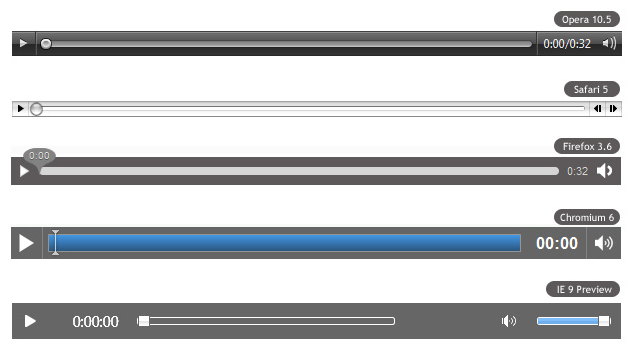 Opera 10.5
0:00/0:32
Safari 5
Firefox 3.6
0:00
0:32
Chromium 6
00:00
IE 9 Preview
0:00:00